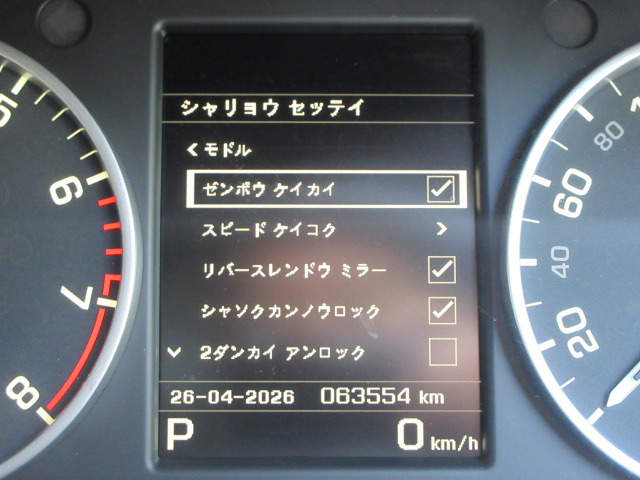 シャリョウ セッテイ
< モドル
ゼンボウ ケイカイ
スピード ケイコク >
リバースレンドウ ミラー
シャソクカンノウロック
2ダンカイ アンロック
26-04-2026 063554 km
P 0 km/h
5
6
7
8
80
60
40
20